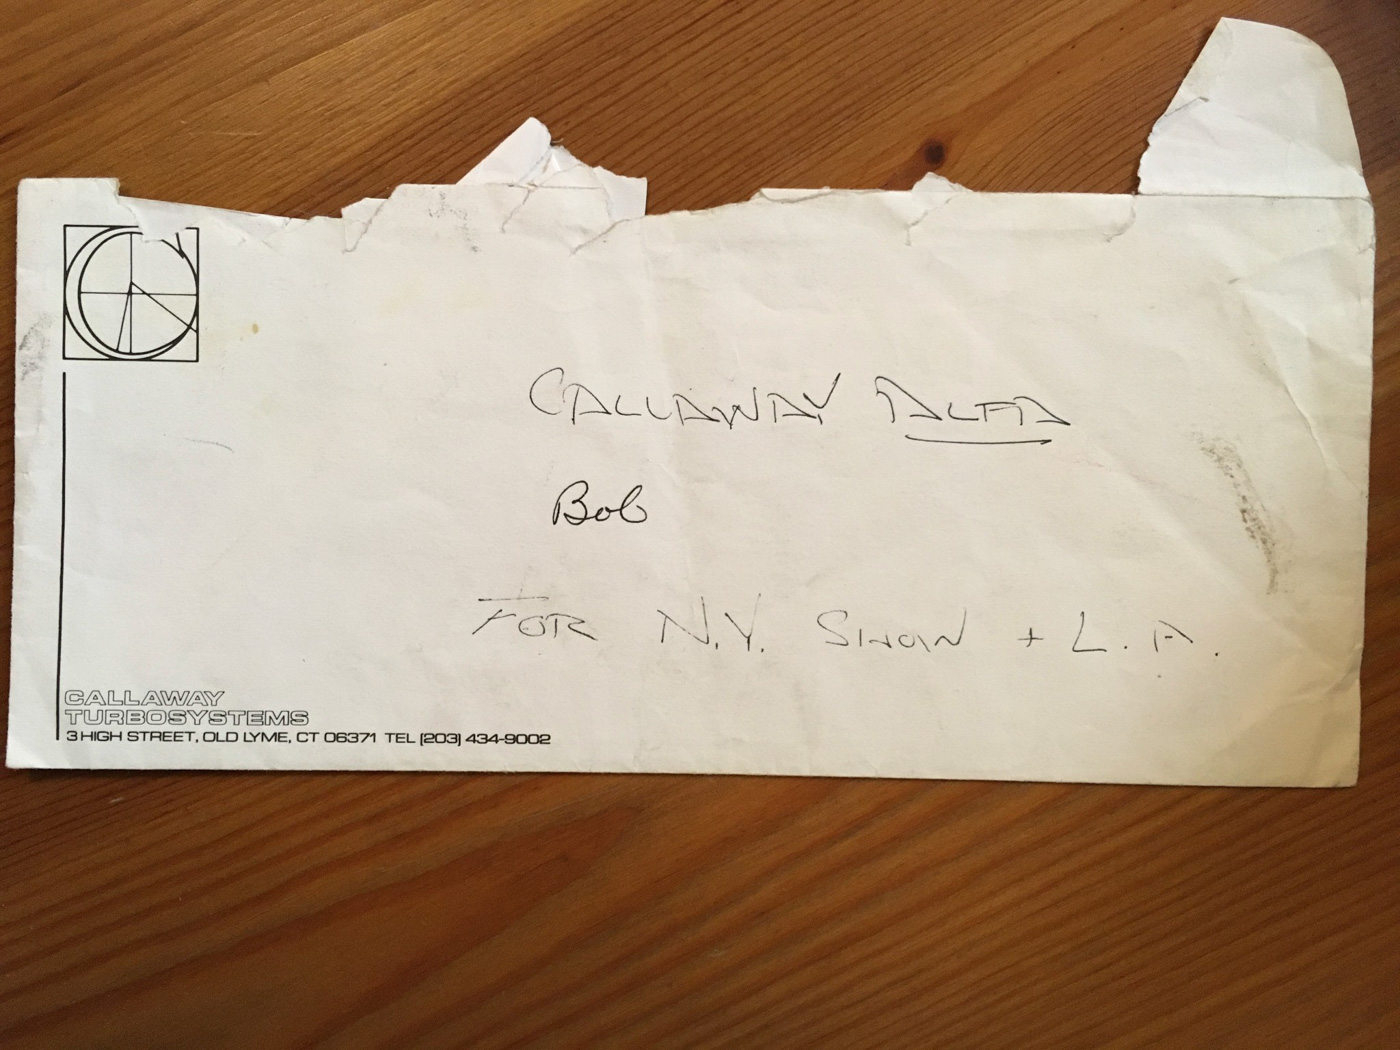 CALLAWAY ALFA
Bob
FOR N.Y. SHOW + L.A.
CALLAWAY
TURBOSYSTEMS
3 HIGH STREET, OLD LYME, CT 06371 TEL (203) 434-9002